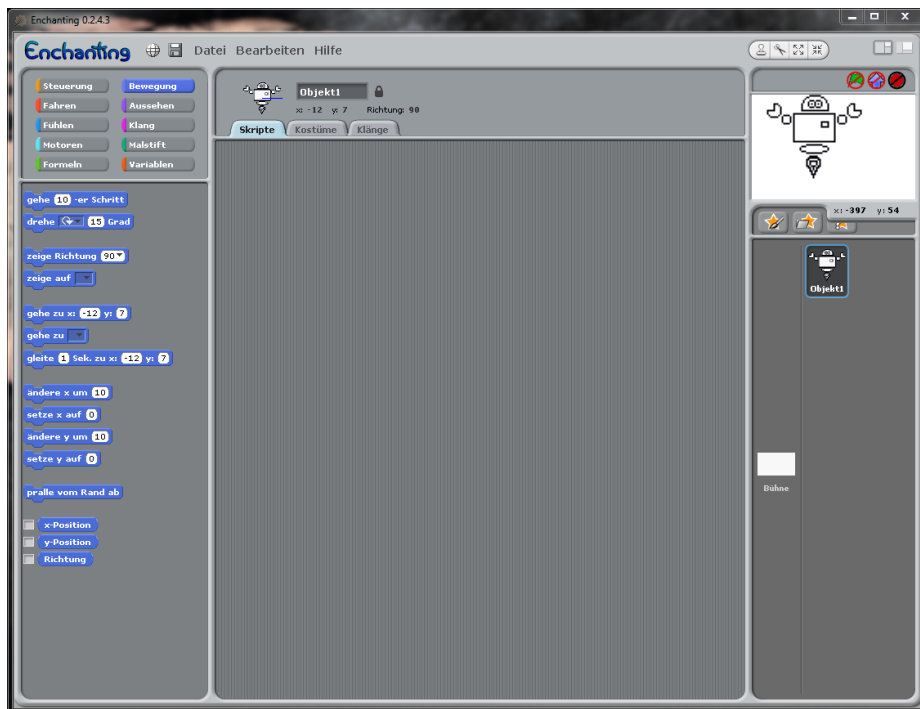 Enchanting 0.2.4.3
Enchanting Datei Bearbeiten Hilfe
Steuerung Bewegung
Fahren Aussehen
Fühlen Klang
Motoren Malstift
Formeln Variablen
gehe 10 -er Schritt
drehe 15 Grad
zeige Richtung 90
zeige auf
gehe zu x: -12 y: 7
gehe zu
gleite 1 Sek. zu x: -12 y: 7
ändere x um 10
setze x auf 0
ändere y um 10
setze y auf 0
pralle vom Rand ab
x-Position
y-Position
Richtung
Objekt1
x: -12 y: 7 Richtung: 90
Skripte Kostüme Klänge
x: -397 y: 54
Objekt1
Bühne